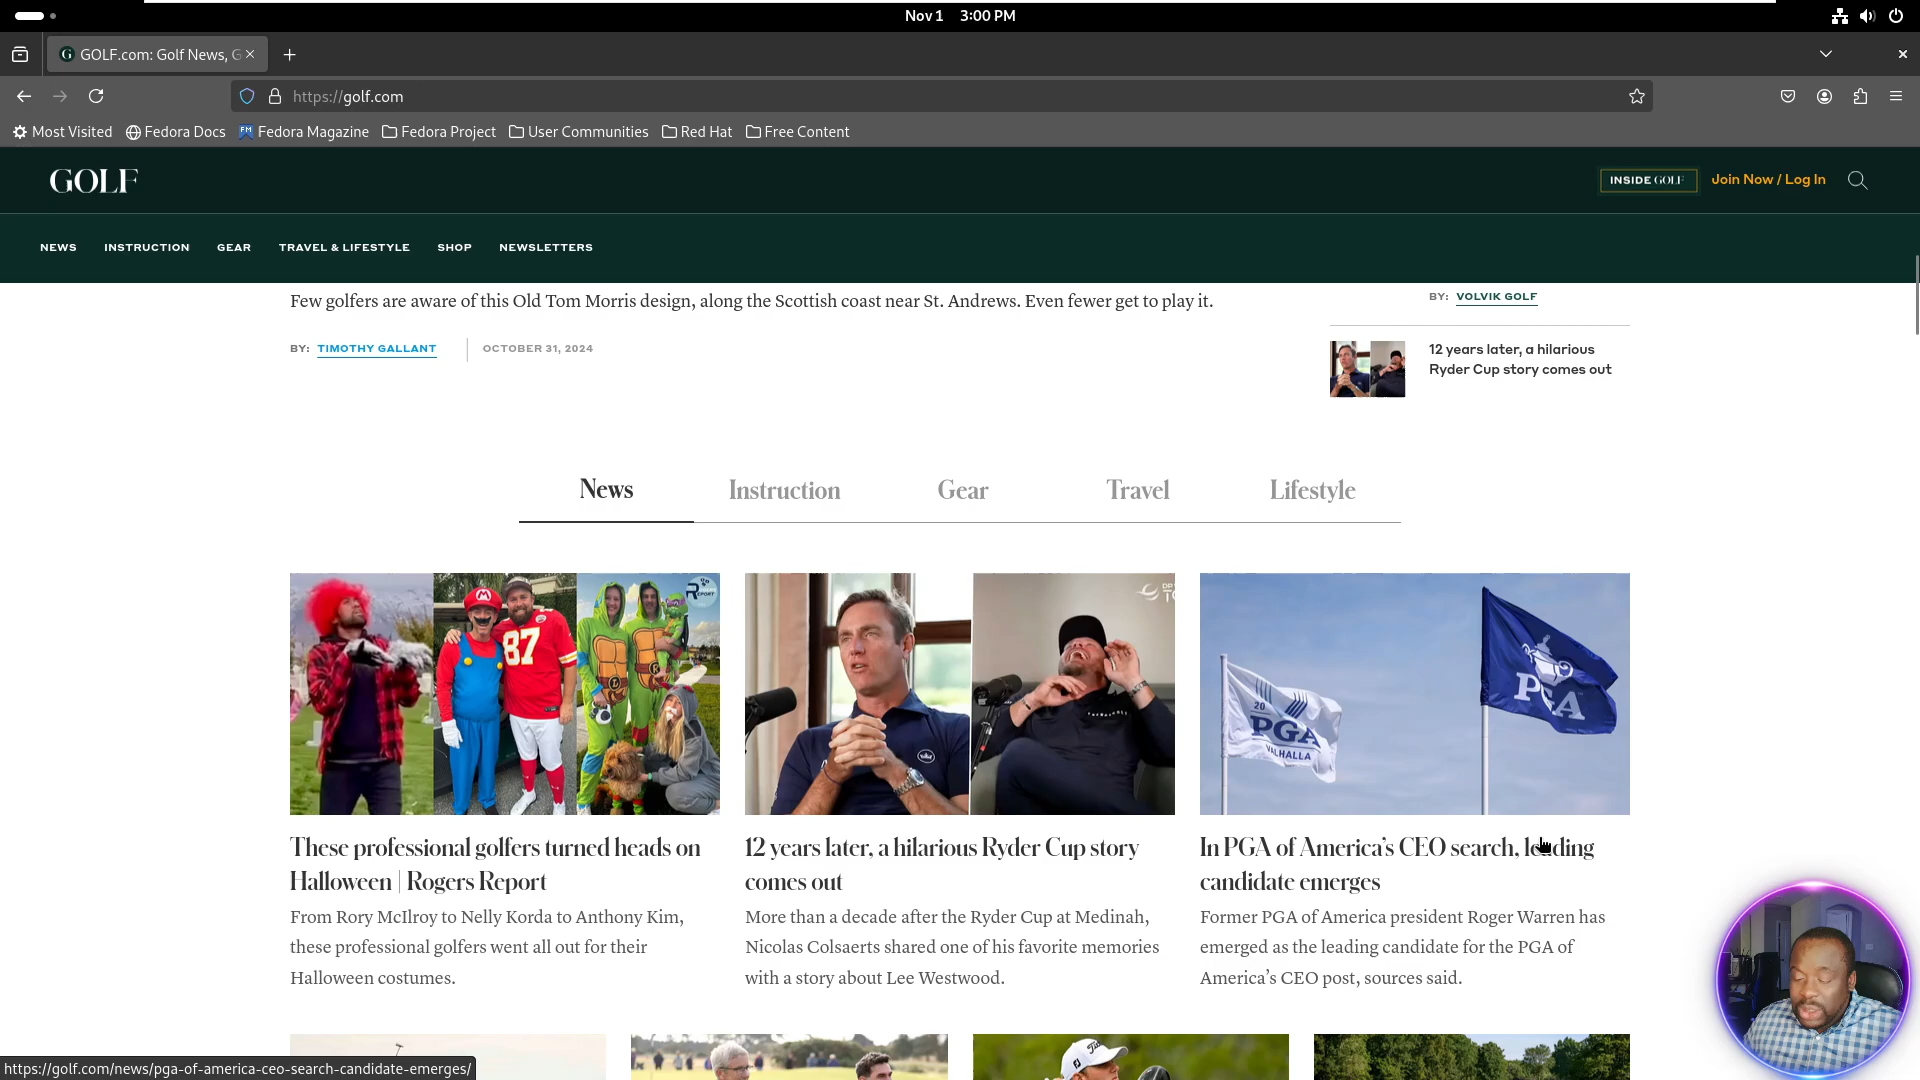 Nov 1 3:00 PM
GOLF.com: Golf News, G
https://golf.com
Most Visited Fedora Docs Fedora Magazine Fedora Project User Communities Red Hat Free Content
GOLF
INSIDE GOLF Join Now / Log In
NEWS INSTRUCTION GEAR TRAVEL & LIFESTYLE SHOP NEWSLETTERS
Few golfers are aware of this Old Tom Morris design, along the Scottish coast near St. Andrews. Even fewer get to play it.
BY: TIMOTHY GALLANT OCTOBER 31, 2024
BY: VOLVIK GOLF
12 years later, a hilarious
Ryder Cup story comes out
News Instruction Gear Travel Lifestyle
REPORT
87
20
PGA
VALHALLA
PGA
These professional golfers turned heads on
Halloween | Rogers Report
From Rory McIlroy to Nelly Korda to Anthony Kim,
these professional golfers went all out for their
Halloween costumes.
12 years later, a hilarious Ryder Cup story
comes out
More than a decade after the Ryder Cup at Medinah,
Nicolas Colsaerts shared one of his favorite memories
with a story about Lee Westwood.
In PGA of America's CEO search, leading
candidate emerges
Former PGA of America president Roger Warren has
emerged as the leading candidate for the PGA of
America's CEO post, sources said.
https://golf.com/news/pga-of-america-ceo-search-candidate-emerges/